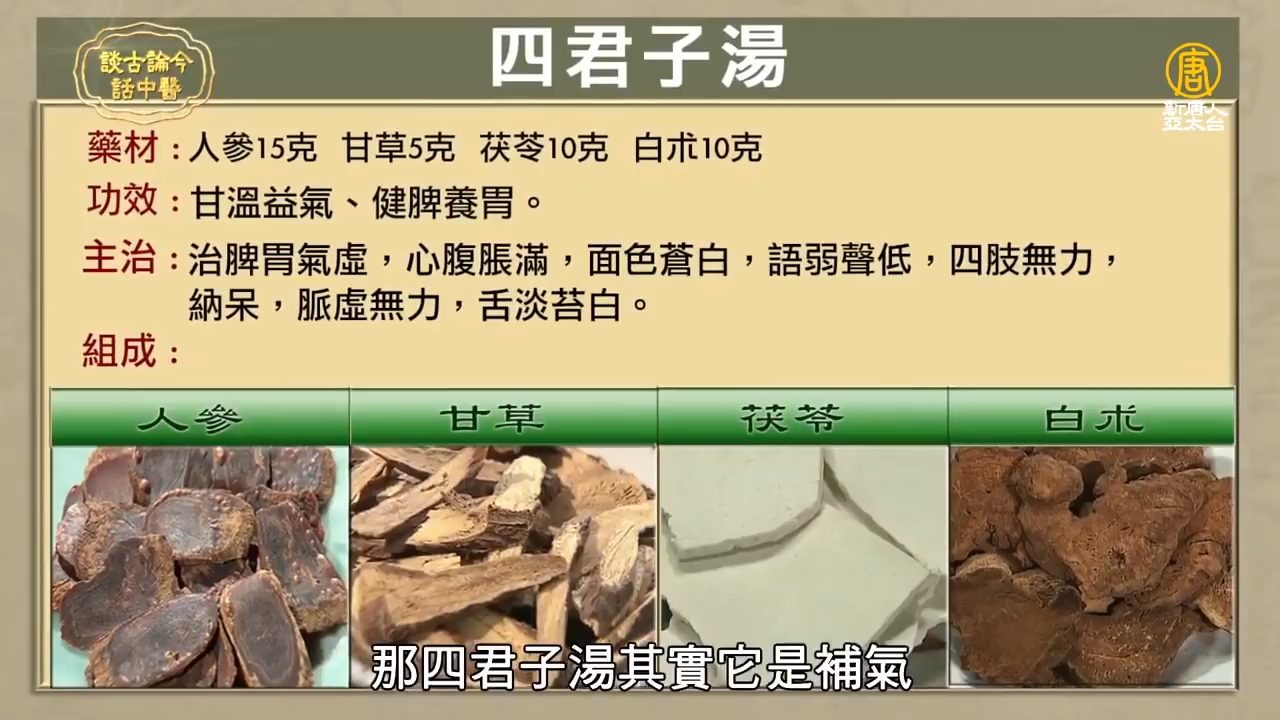 四君子湯
談古論今
話中醫
唐
新唐人
亞太台
藥材：人參15克 甘草5克 茯苓10克 白朮10克
功效：甘溫益氣、健脾養胃。
主治：治脾胃氣虛，心腹脹滿，面色蒼白，語弱聲低，四肢無力，
納呆，脈虛無力，舌淡苔白。
組成：
人參 甘草 茯苓 白朮
那四君子湯其實它是補氣